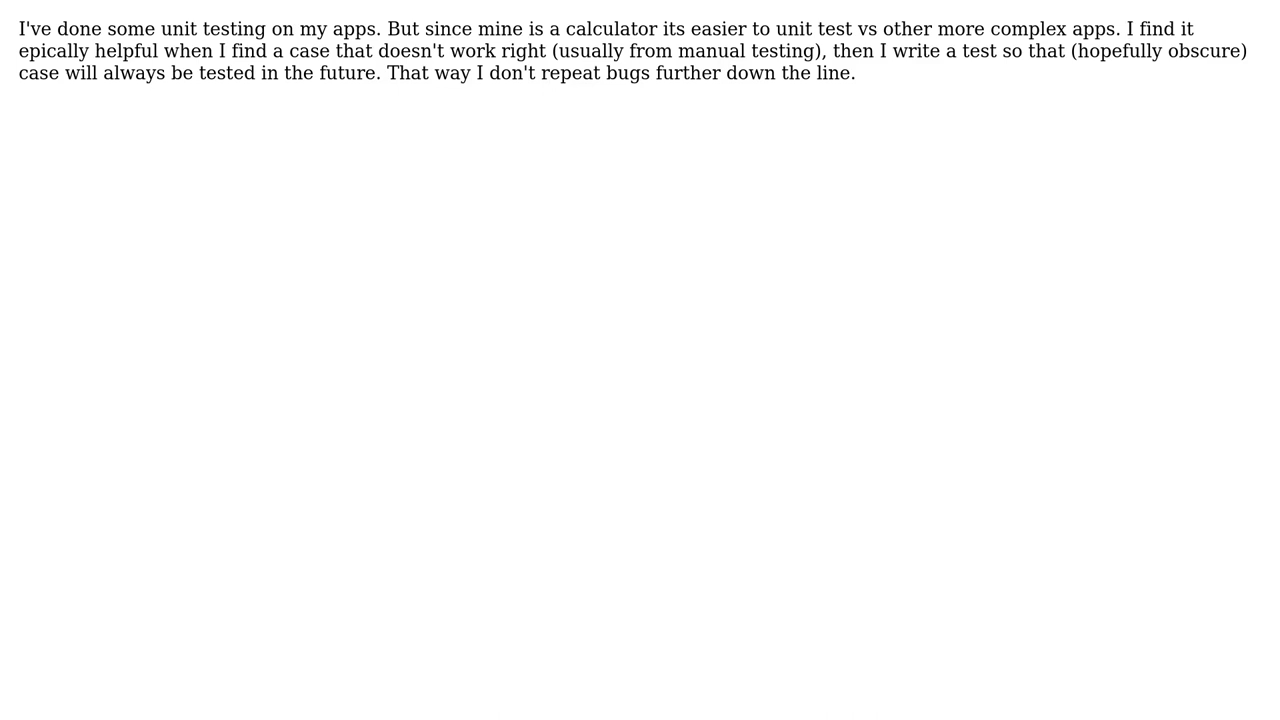 I've done some unit testing on my apps. But since mine is a calculator its easier to unit test vs other more complex apps. I find it
epically helpful when I find a case that doesn't work right (usually from manual testing), then I write a test so that (hopefully obscure)
case will always be tested in the future. That way I don't repeat bugs further down the line.